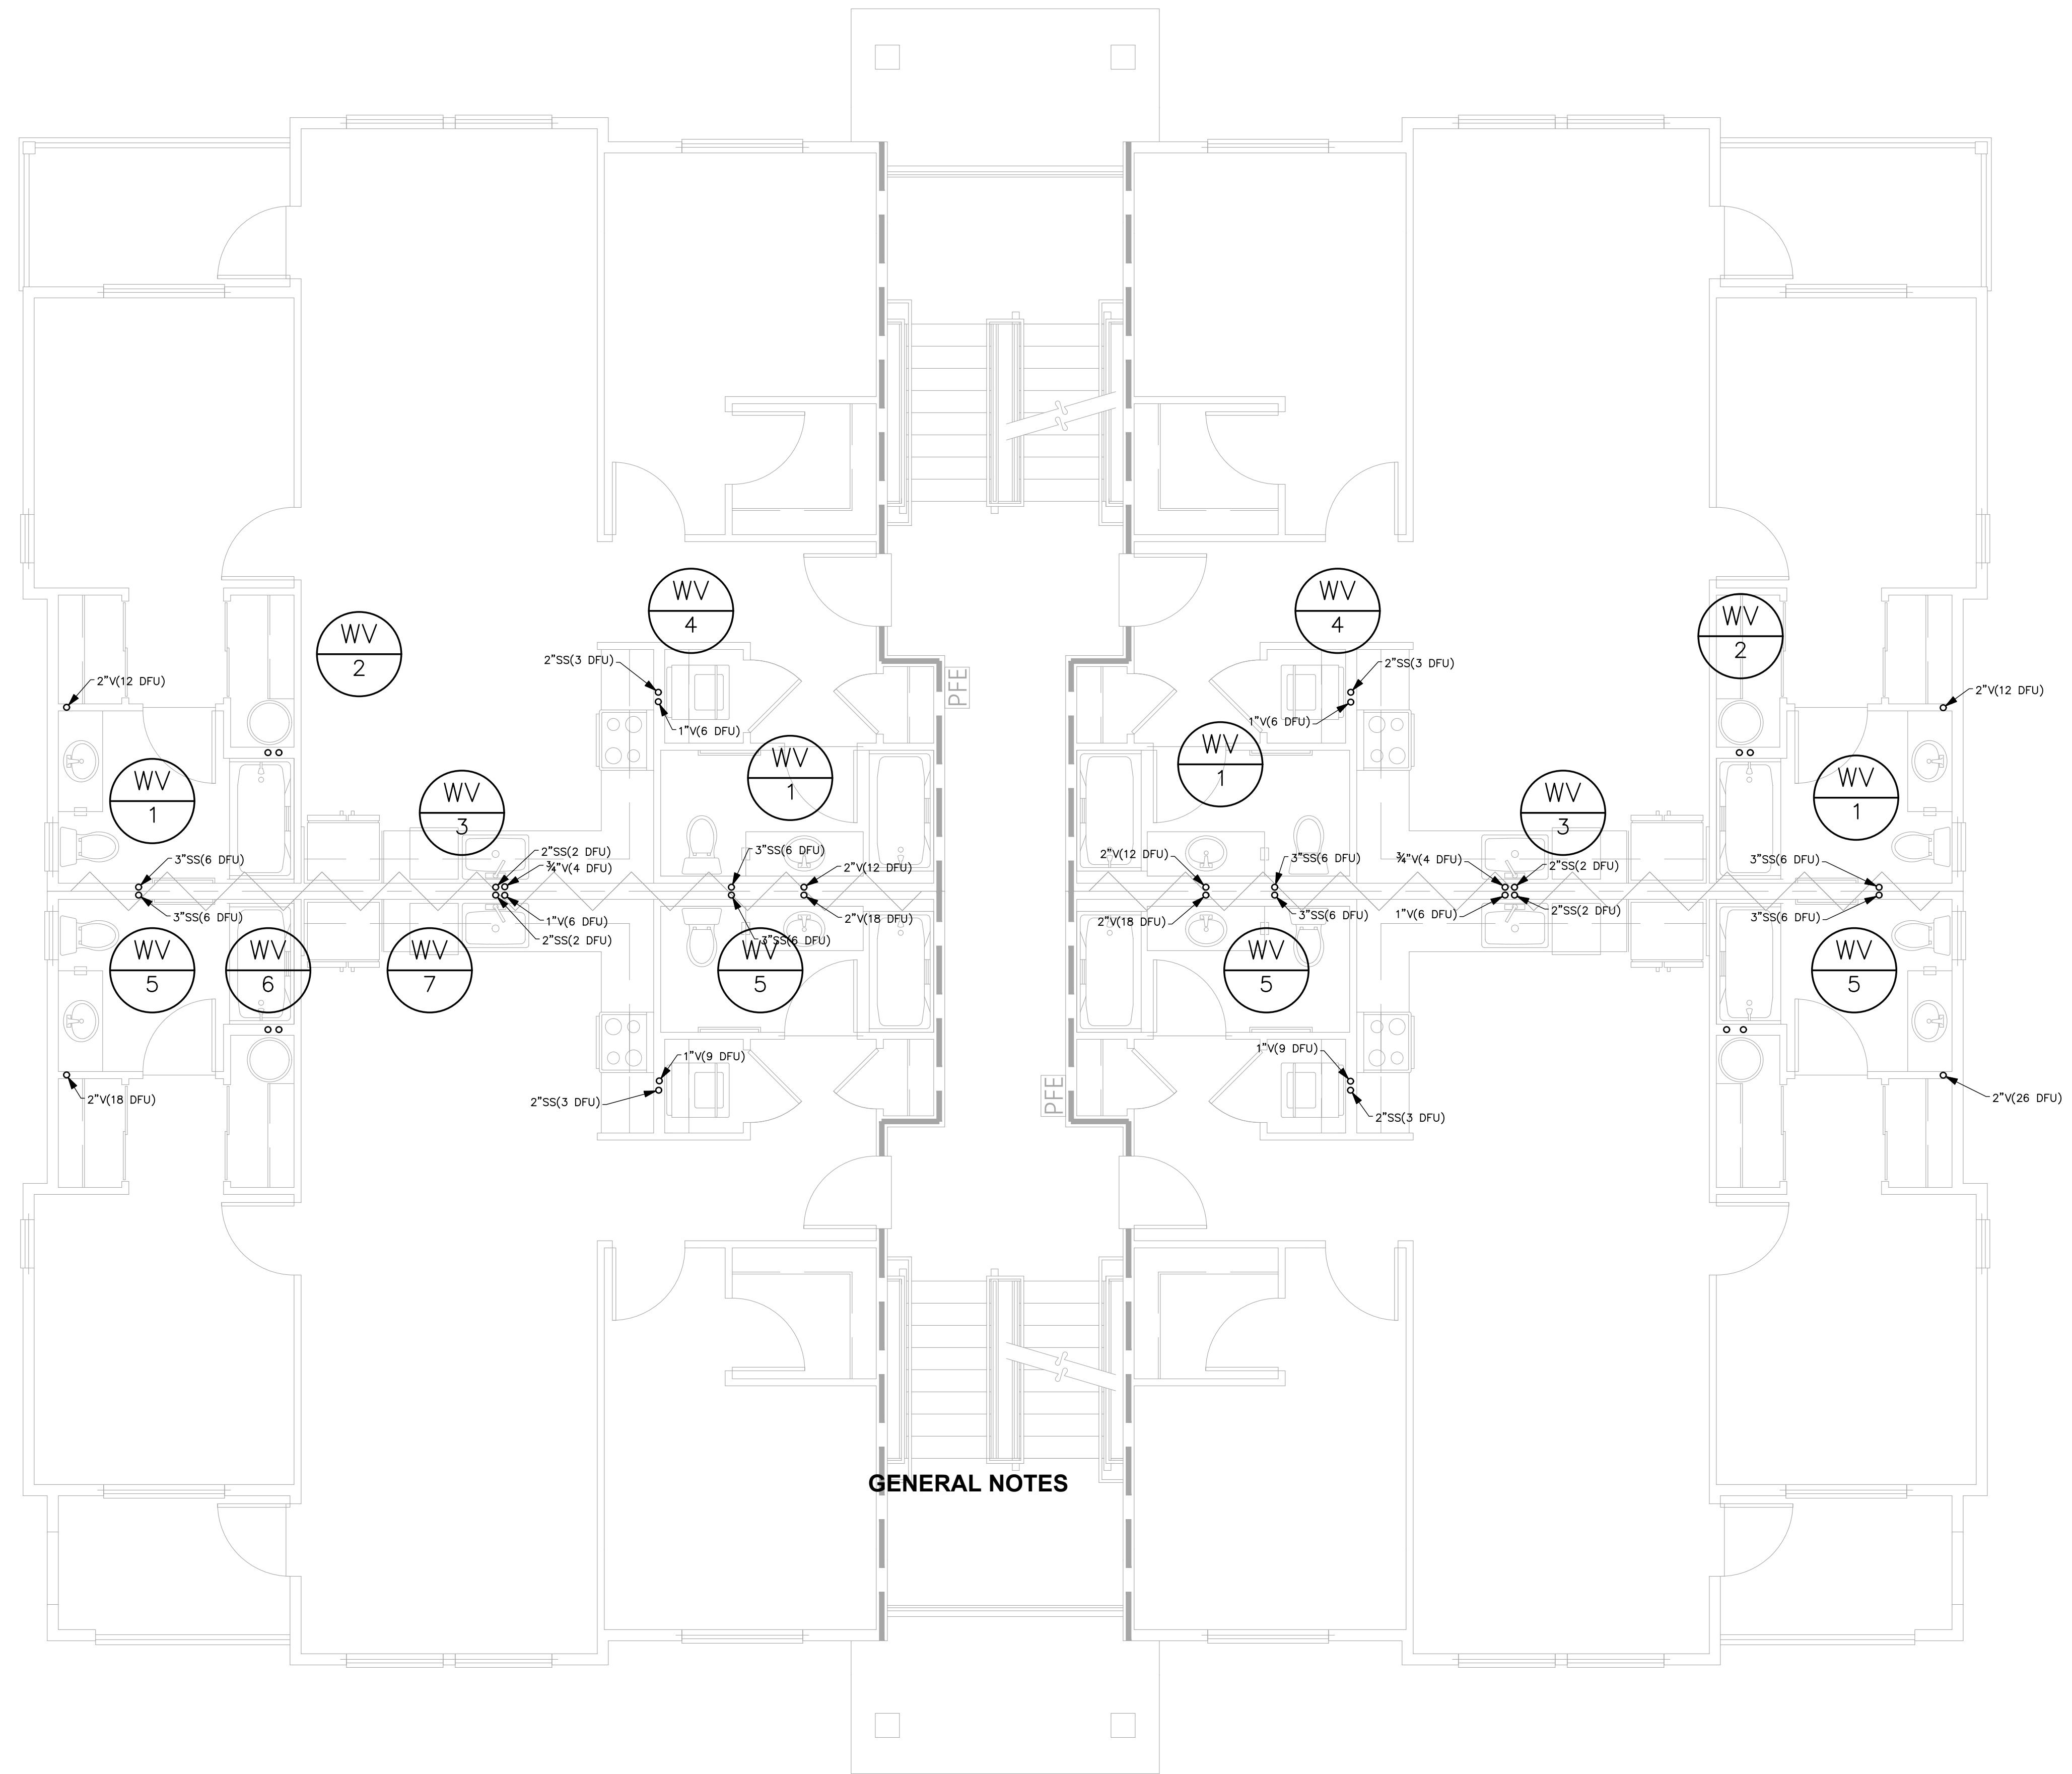 WV
4
WV
4
WV
2
WV
2
2"SS(3 DFU)
2"SS(3 DFU)
PFE
2"V(12 DFU)
2"V(12 DFU)
1"V(6 DFU)
1"V(6 DFU)
WV
1
WV
1
WV
1
WV
1
WV
3
WV
3
3"SS(6 DFU)
2"SS(2 DFU)
¾"V(4 DFU)
3"SS(6 DFU)
2"V(12 DFU)
2"V(12 DFU)
3"SS(6 DFU)
¾"V(4 DFU)
2"SS(2 DFU)
3"SS(6 DFU)
3"SS(6 DFU)
1"V(6 DFU)
2"SS(2 DFU)
3"SS(6 DFU)
2"V(18 DFU)
2"V(18 DFU)
3"SS(6 DFU)
1"V(6 DFU)
2"SS(2 DFU)
3"SS(6 DFU)
WV
5
WV
6
WV
7
WV
5
WV
5
WV
5
1"V(9 DFU)
1"V(9 DFU)
2"V(18 DFU)
2"SS(3 DFU)
PFE
2"SS(3 DFU)
2"V(26 DFU)
GENERAL NOTES